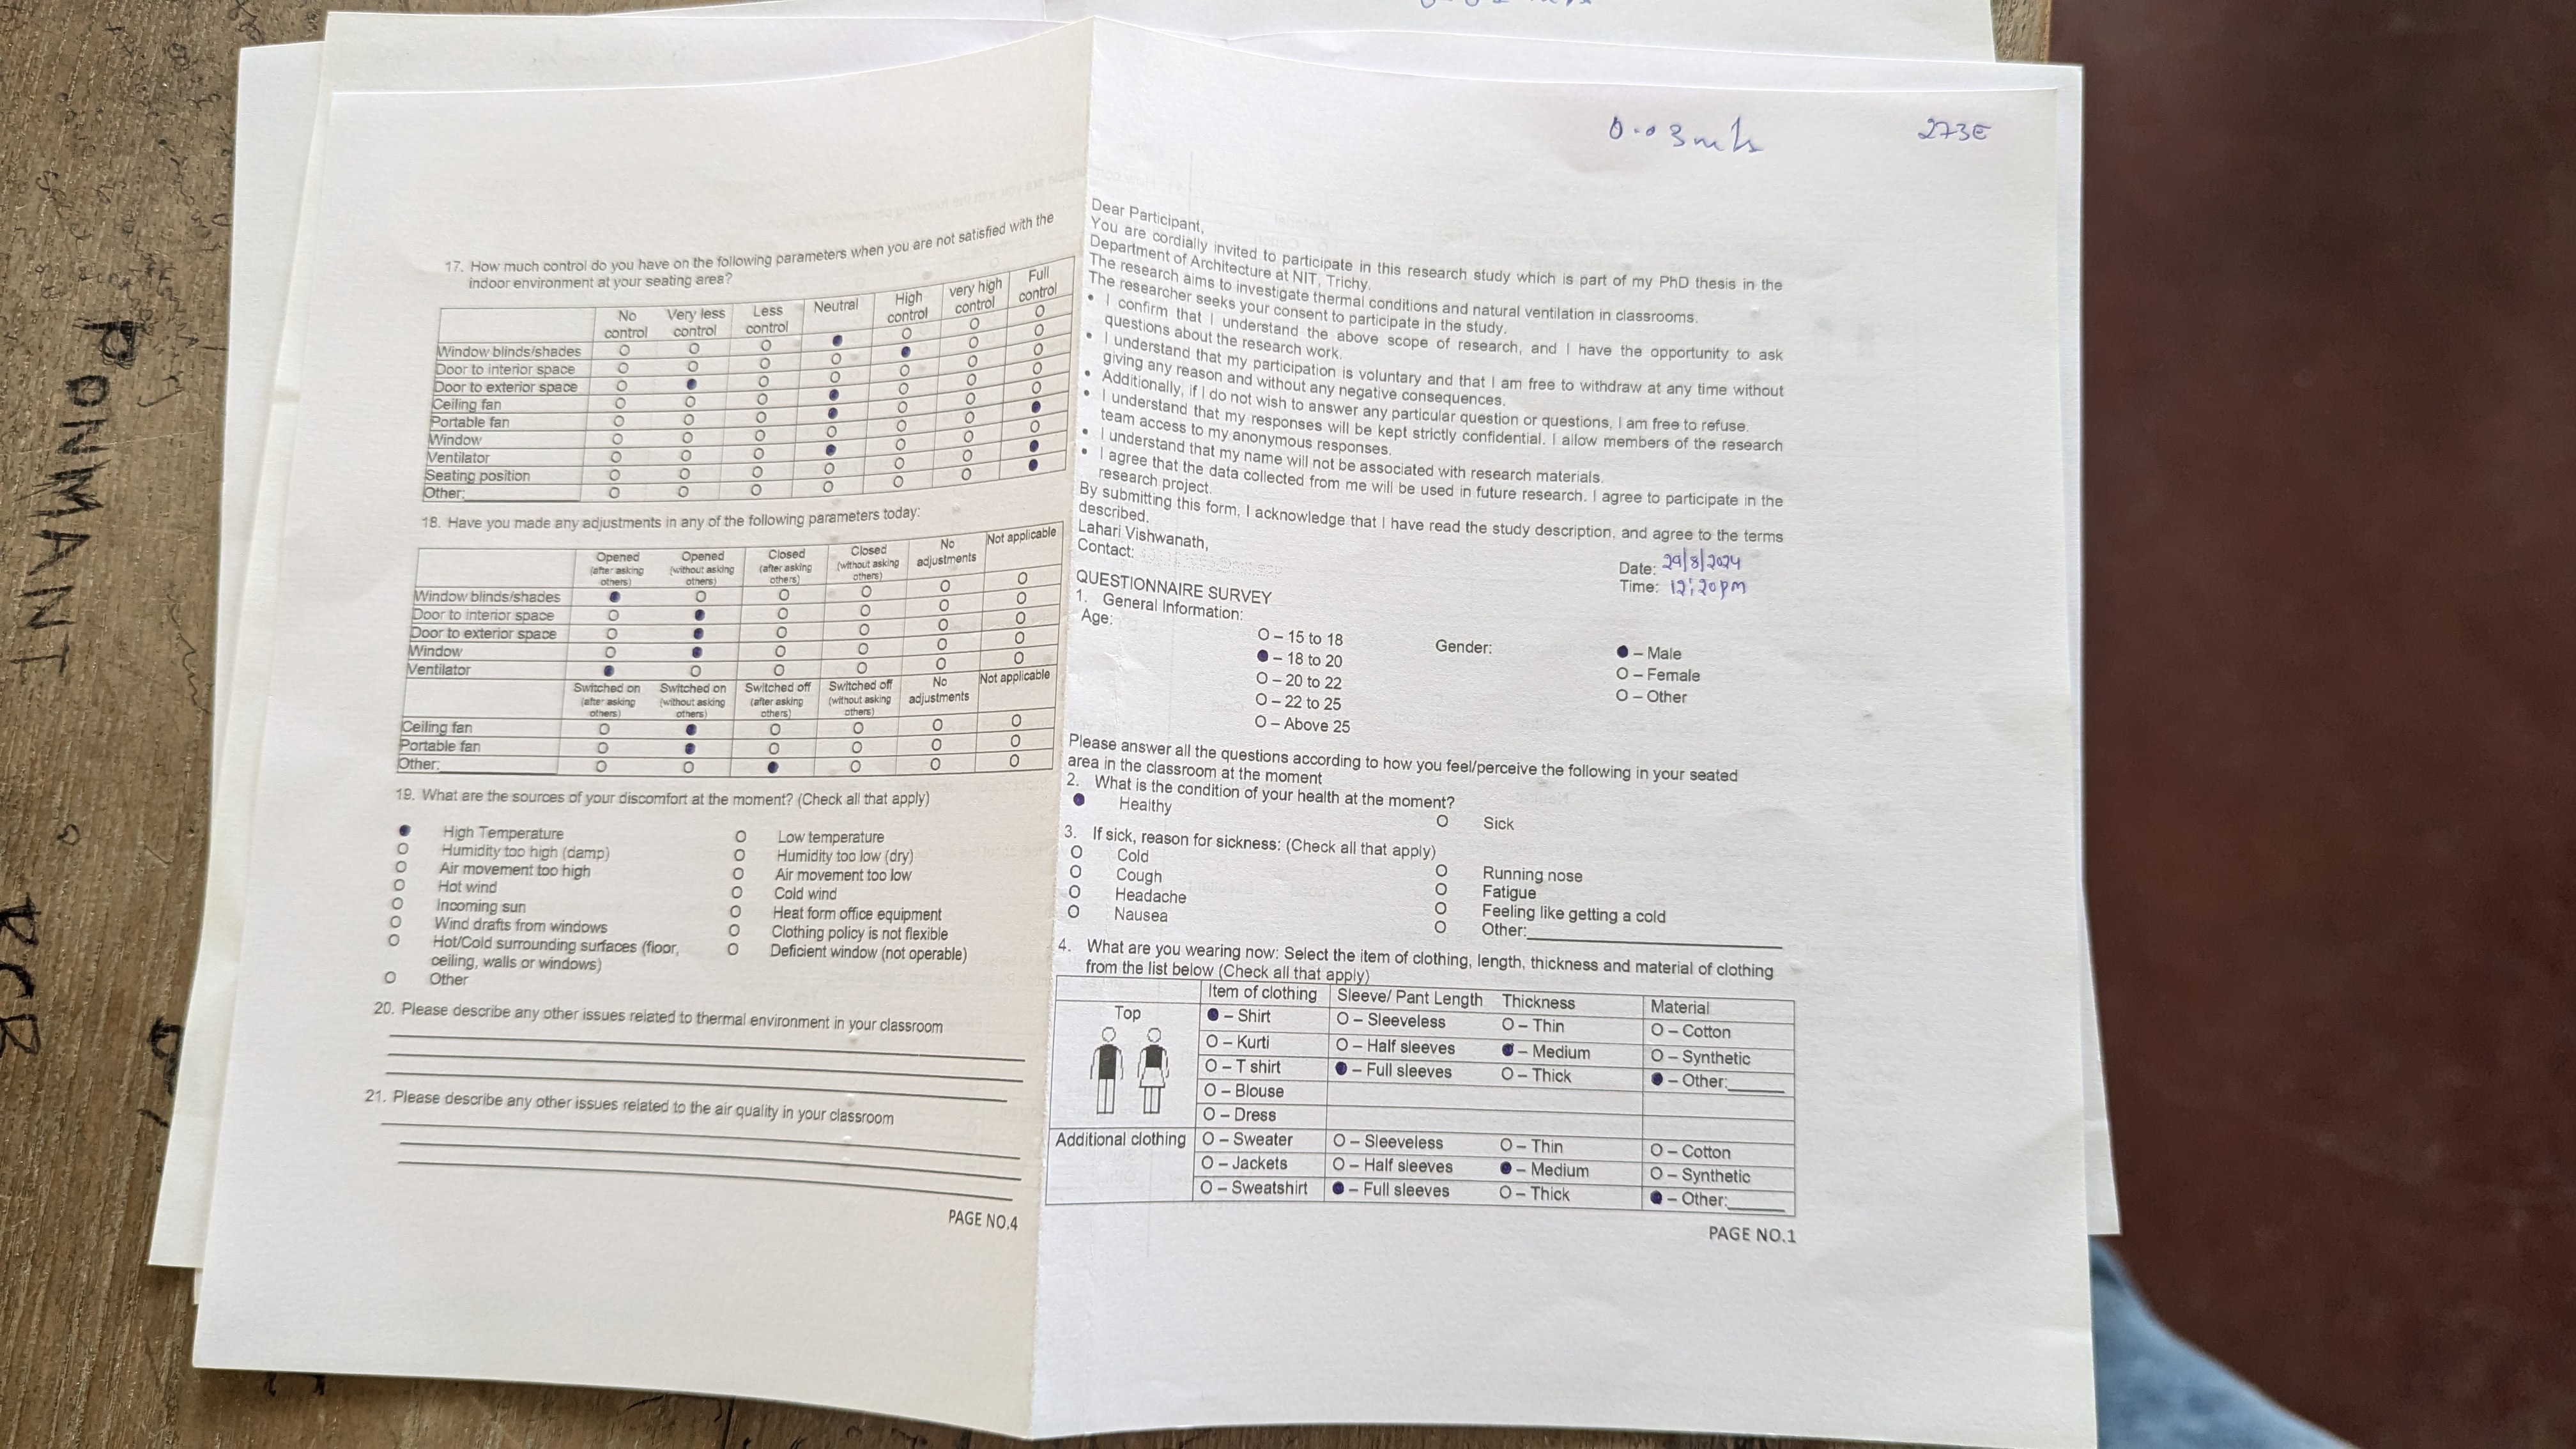 17. How much control do you have on the following parameters when you are not satisfied with the
indoor environment at your seating area?
No control Very less control Less control Neutral High control very high control Full control
Window blinds/shades O O O ● O O O
Door to interior space O O O O ● O O
Door to exterior space O ● O O O O O
Ceiling fan O O O ● O O O
Portable fan O O O ● O O O
Window O O O O O O ●
Ventilator O O O ● O O O
Seating position O O O O O O ●
Other: O O O O O O ●
18. Have you made any adjustments in any of the following parameters today:
Opened (after asking others) Opened (without asking others) Closed (after asking others) Closed (without asking others) No adjustments Not applicable
Window blinds/shades ● O O O O O
Door to interior space O ● O O O O
Door to exterior space O ● O O O O
Window O ● O O O O
Ventilator ● O O O O O
Switched on (after asking others) Switched on (without asking others) Switched off (after asking others) Switched off (without asking others) No adjustments Not applicable
Ceiling fan O ● O O O O
Portable fan O ● O O O O
Other: O O ● O O O
19. What are the sources of your discomfort at the moment? (Check all that apply)
● High Temperature O Low temperature
O Humidity too high (damp) O Humidity too low (dry)
O Air movement too high O Air movement too low
O Hot wind O Cold wind
O Incoming sun O Heat form office equipment
O Wind drafts from windows O Clothing policy is not flexible
O Hot/Cold surrounding surfaces (floor, O Deficient window (not operable)
ceiling, walls or windows)
O Other
20. Please describe any other issues related to thermal environment in your classroom
21. Please describe any other issues related to the air quality in your classroom
PAGE NO.4
0.03m/s 273E
Dear Participant,
You are cordially invited to participate in this research study which is part of my PhD thesis in the
Department of Architecture at NIT, Trichy.
The research aims to investigate thermal conditions and natural ventilation in classrooms.
The researcher seeks your consent to participate in the study.
• I confirm that I understand the above scope of research, and I have the opportunity to ask
questions about the research work.
• I understand that my participation is voluntary and that I am free to withdraw at any time without
giving any reason and without any negative consequences.
• Additionally, if I do not wish to answer any particular question or questions, I am free to refuse.
• I understand that my responses will be kept strictly confidential. I allow members of the research
team access to my anonymous responses.
• I understand that my name will not be associated with research materials.
• I agree that the data collected from me will be used in future research. I agree to participate in the
research project.
By submitting this form, I acknowledge that I have read the study description, and agree to the terms
described.
Lahari Vishwanath,
Contact:
Date: 29/8/2024
Time: 12:20pm
QUESTIONNAIRE SURVEY
1. General Information:
Age: O – 15 to 18 Gender: ● – Male
● – 18 to 20 O – Female
O – 20 to 22 O – Other
O – 22 to 25
O – Above 25
Please answer all the questions according to how you feel/perceive the following in your seated
area in the classroom at the moment
2. What is the condition of your health at the moment?
● Healthy O Sick
3. If sick, reason for sickness: (Check all that apply)
O Cold O Running nose
O Cough O Fatigue
O Headache O Feeling like getting a cold
O Nausea O Other:
4. What are you wearing now: Select the item of clothing, length, thickness and material of clothing
from the list below (Check all that apply)
Item of clothing Sleeve/ Pant Length Thickness Material
Top ● – Shirt O – Sleeveless O – Thin O – Cotton
O – Kurti O – Half sleeves ● – Medium O – Synthetic
O – T shirt ● – Full sleeves O – Thick ● – Other:
O – Blouse
O – Dress
Additional clothing O – Sweater O – Sleeveless O – Thin O – Cotton
O – Jackets O – Half sleeves ● – Medium O – Synthetic
O – Sweatshirt ● – Full sleeves O – Thick ● – Other:
PAGE NO.1
PONMANI
RCB